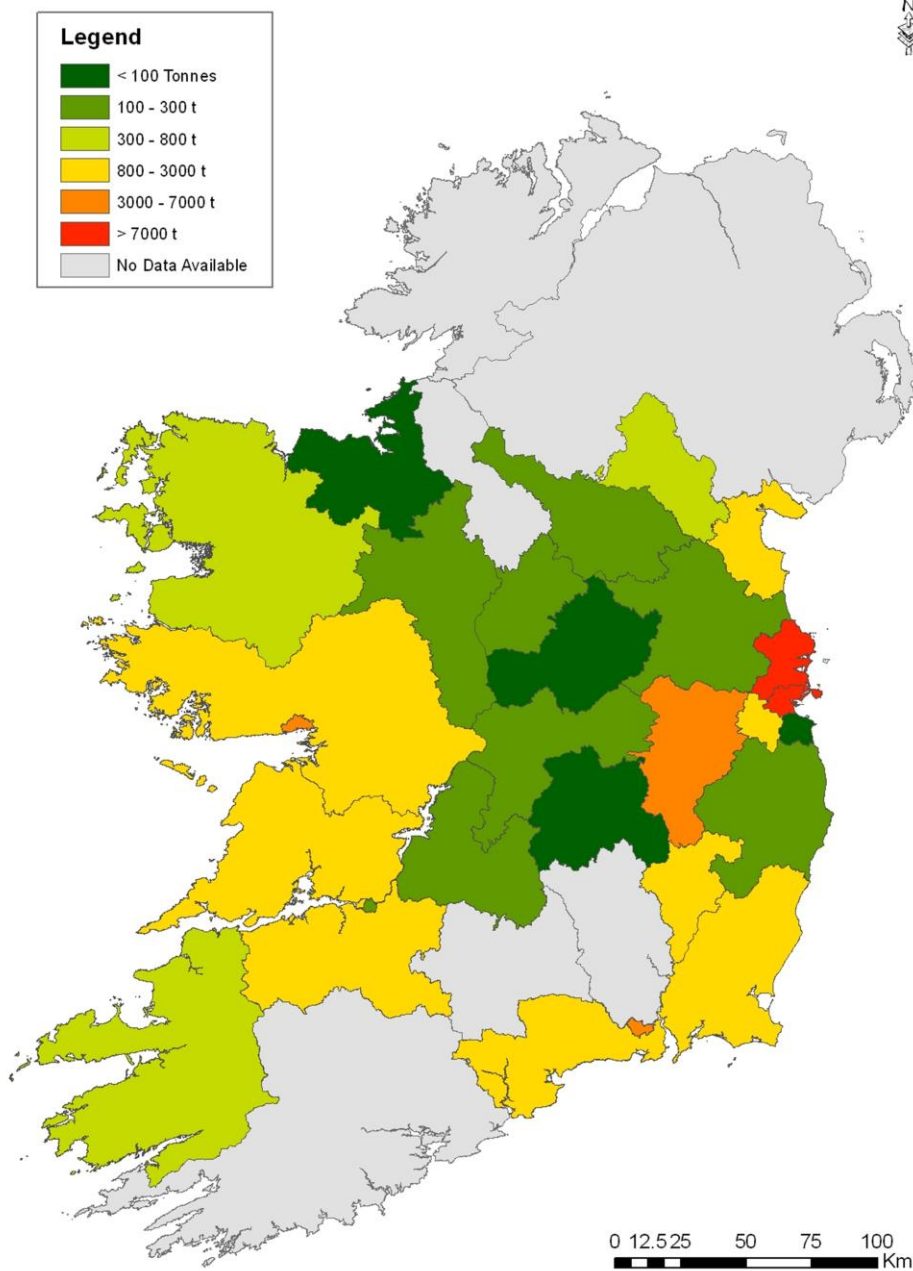 N
Legend
< 100 Tonnes
100 - 300 t
300 - 800 t
800 - 3000 t
3000 - 7000 t
> 7000 t
No Data Available
0 12.5 25 50 75 100
Km